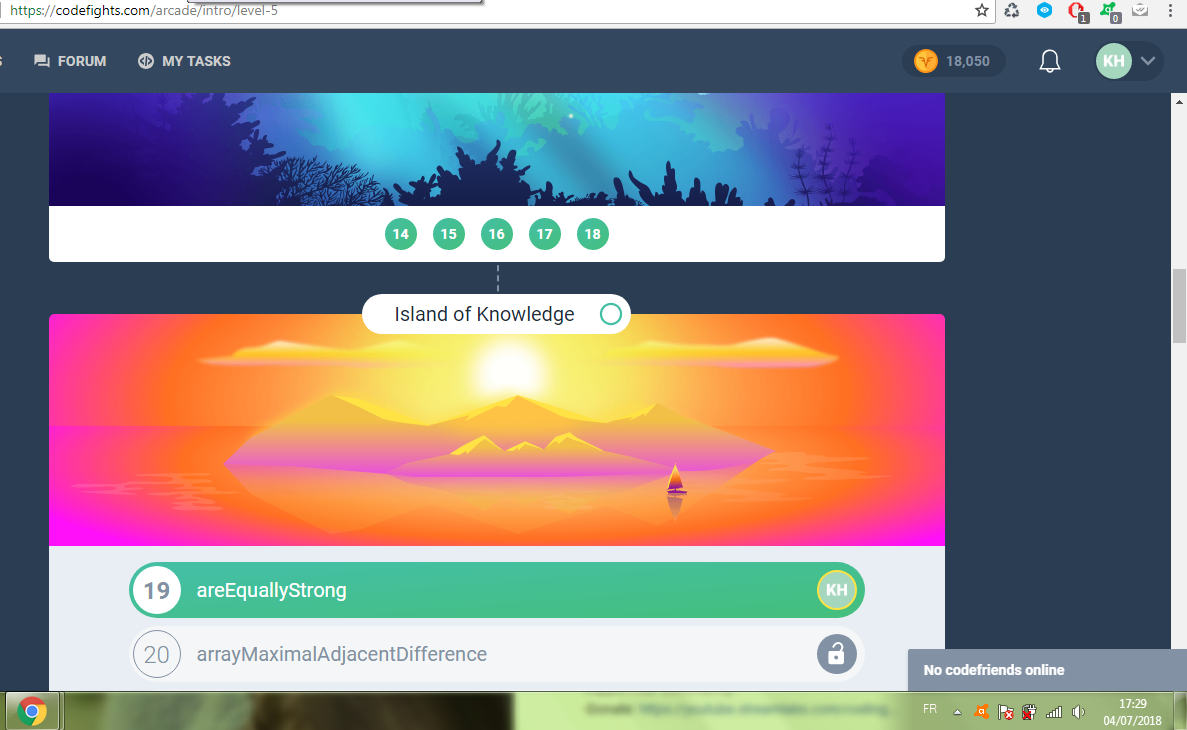 https://codefights.com/arcade/intro/level-5
1
0
FORUM
MY TASKS
18,050
KH
14 15 16 17 18
Island of Knowledge
19 areEquallyStrong KH
20 arrayMaximalAdjacentDifference
No codefriends online
FR
17:29
04/07/2018